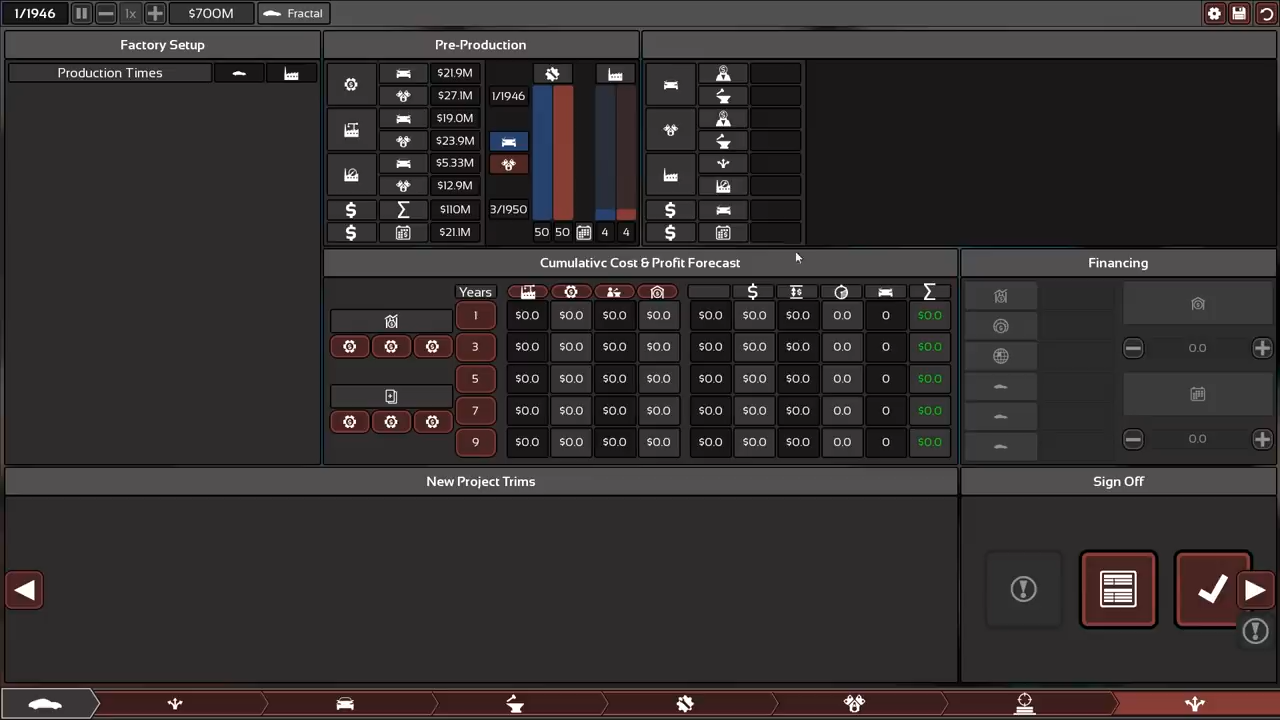 1/1946
1x
$700M
Fractal
Factory Setup
Production Times
Pre-Production
$21.9M
$27.1M
$19.0M
$23.9M
$5.33M
$12.9M
$110M
$21.1M
1/1946
3/1950
50 50 4 4
Cumulative Cost & Profit Forecast
Years
1 $0.0 $0.0 $0.0 $0.0 $0.0 $0.0 $0.0 0.0 0 $0.0
3 $0.0 $0.0 $0.0 $0.0 $0.0 $0.0 $0.0 0.0 0 $0.0
5 $0.0 $0.0 $0.0 $0.0 $0.0 $0.0 $0.0 0.0 0 $0.0
7 $0.0 $0.0 $0.0 $0.0 $0.0 $0.0 $0.0 0.0 0 $0.0
9 $0.0 $0.0 $0.0 $0.0 $0.0 $0.0 $0.0 0.0 0 $0.0
Financing
0.0
0.0
New Project Trims
Sign Off